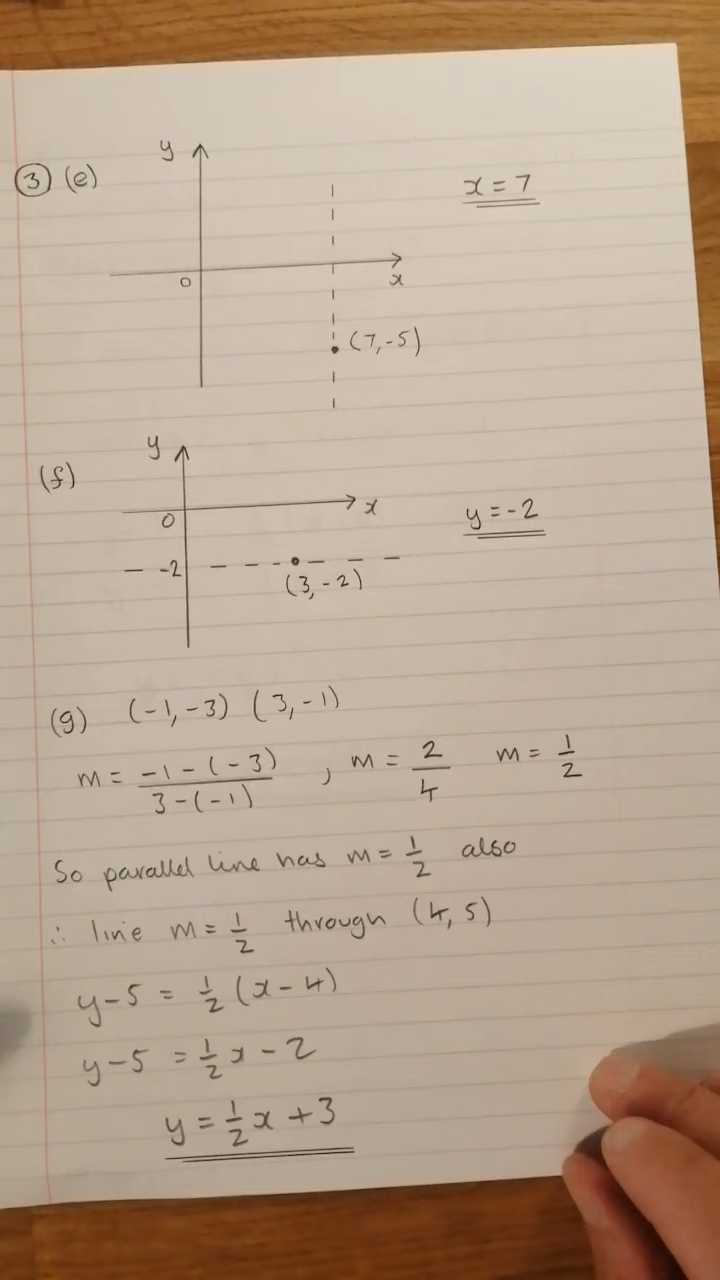 3 (e)
y
x = 7
0
x
(7,-5)
(f)
y
0
x
y = -2
-2
(3,-2)
(g) (-1,-3) (3,-1)
m = -1-(-3)/3-(-1) , m = 2/4 m = 1/2
So parallel line has m = 1/2 also
∴ line m = 1/2 through (4,5)
y-5 = 1/2(x-4)
y-5 = 1/2x - 2
y = 1/2x + 3